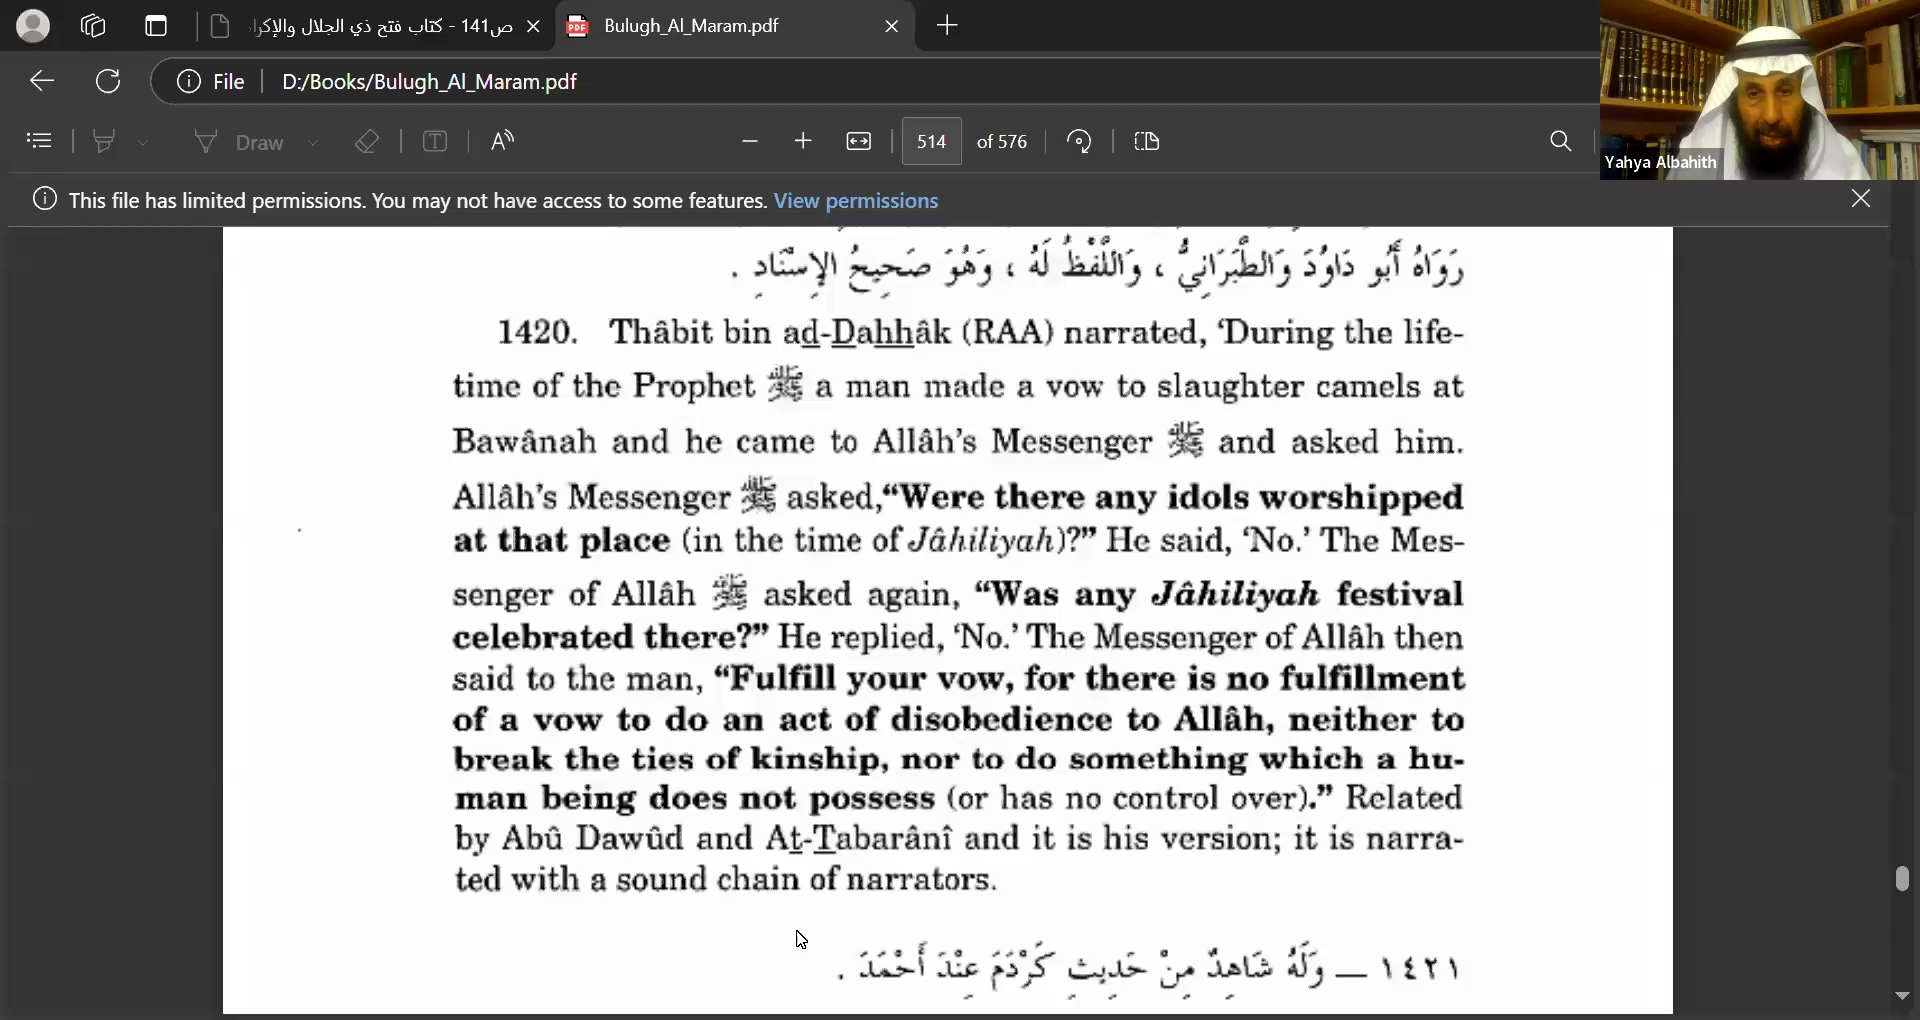 ص141 - كتاب فتح ذي الجلال والإكرا
Bulugh_Al_Maram.pdf
File
D:/Books/Bulugh_Al_Maram.pdf
Draw
514 of 576
This file has limited permissions. You may not have access to some features. View permissions
Yahya Albahith
رَوَاهُ أَبُو دَاوُدَ وَالطَّبَرَانِيُّ ، وَاللَّفْظُ لَهُ ، وَهُوَ صَحِيحُ الإِسْنَادِ .
1420. Thâbit bin ad-Dahhâk (RAA) narrated, ‘During the life-
time of the Prophet ﷺ a man made a vow to slaughter camels at
Bawânah and he came to Allâh’s Messenger ﷺ and asked him.
Allâh’s Messenger ﷺ asked,“Were there any idols worshipped
at that place (in the time of Jâhiliyah)?” He said, ‘No.’ The Mes-
senger of Allâh ﷺ asked again, “Was any Jâhiliyah festival
celebrated there?” He replied, ‘No.’ The Messenger of Allâh then
said to the man, “Fulfill your vow, for there is no fulfillment
of a vow to do an act of disobedience to Allâh, neither to
break the ties of kinship, nor to do something which a hu-
man being does not possess (or has no control over).” Related
by Abû Dawûd and At-Tabarânî and it is his version; it is narra-
ted with a sound chain of narrators.
١٤٢١ — وَلَهُ شَاهِدٌ مِنْ حَدِيثِ كَرْدَمَ عِنْدَ أَحْمَدَ .